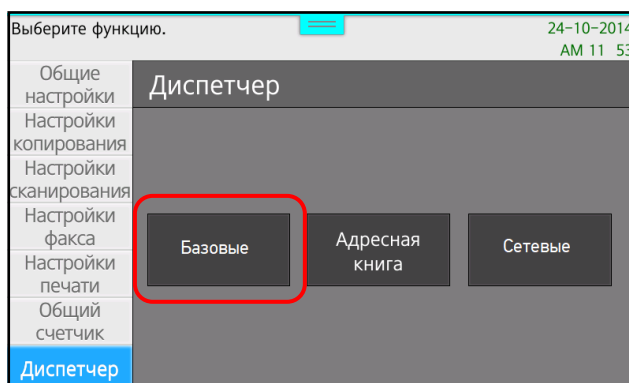 Выберите функцию.
24-10-2014
AM 11 53
Общие
настройки
Настройки
копирования
Настройки
сканирования
Настройки
факса
Настройки
печати
Общий
счетчик
Диспетчер
Диспетчер
Базовые
Адресная
книга
Сетевые